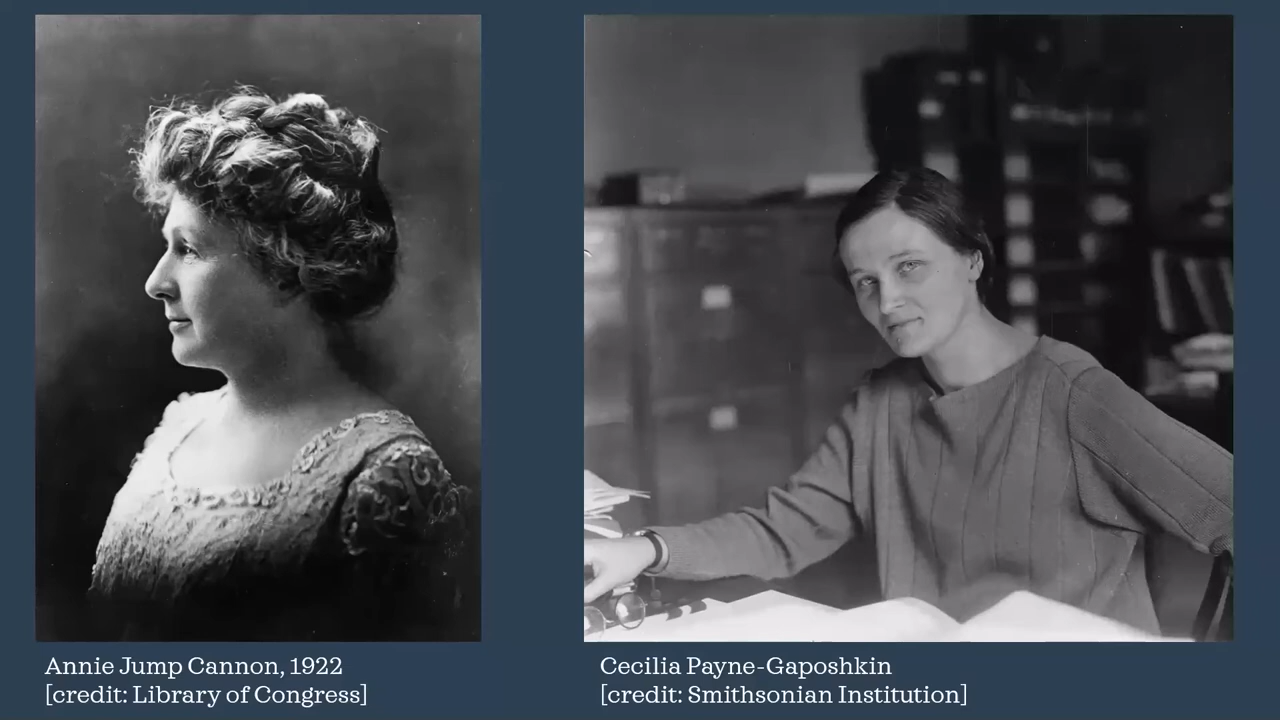 Annie Jump Cannon, 1922
[credit: Library of Congress]
Cecilia Payne-Gaposhkin
[credit: Smithsonian Institution]